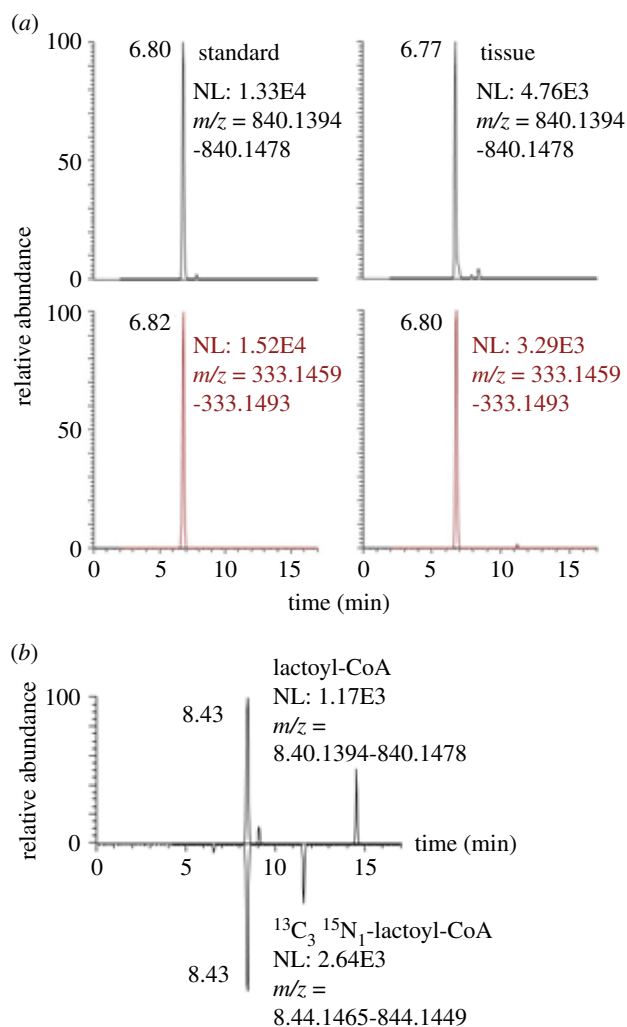 (a)
100
6.80
standard
NL: 1.33E4
m/z = 840.1394
-840.1478
50
0
6.77
tissue
NL: 4.76E3
m/z = 840.1394
-840.1478
relative abundance
100
6.82
NL: 1.52E4
m/z = 333.1459
-333.1493
50
0
0 5 10 15
6.80
NL: 3.29E3
m/z = 333.1459
-333.1493
0 5 10 15
time (min)
(b)
relative abundance
100
0
8.43
lactoyl-CoA
NL: 1.17E3
m/z =
8.40.1394-840.1478
time (min)
0 5 10 15
8.43
¹³C₃ ¹⁵N₁-lactoyl-CoA
NL: 2.64E3
m/z =
8.44.1465-844.1449